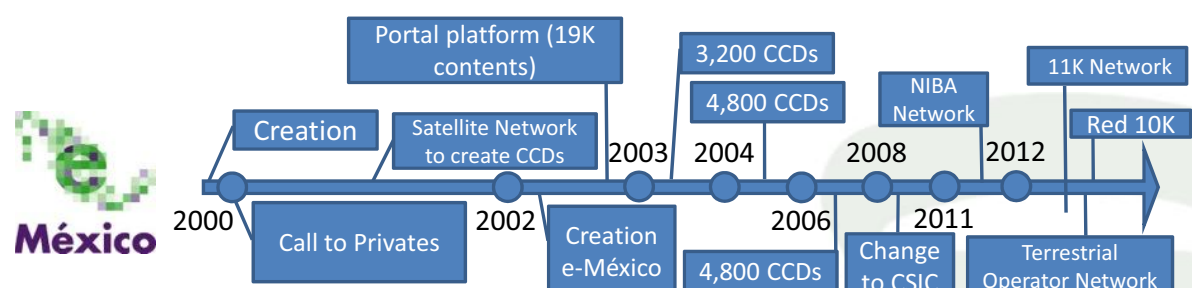 Portal platform (19K
contents)
3,200 CCDs
11K Network
4,800 CCDs
NIBA
Network
Creation
Satellite Network
to create CCDs
Red 10K
2003
2004
2008
2012
e
México
2000
2002
2006
2011
Call to Privates
Creation
e-México
4,800 CCDs
Change
to CSIC
Terrestrial
Operator Network